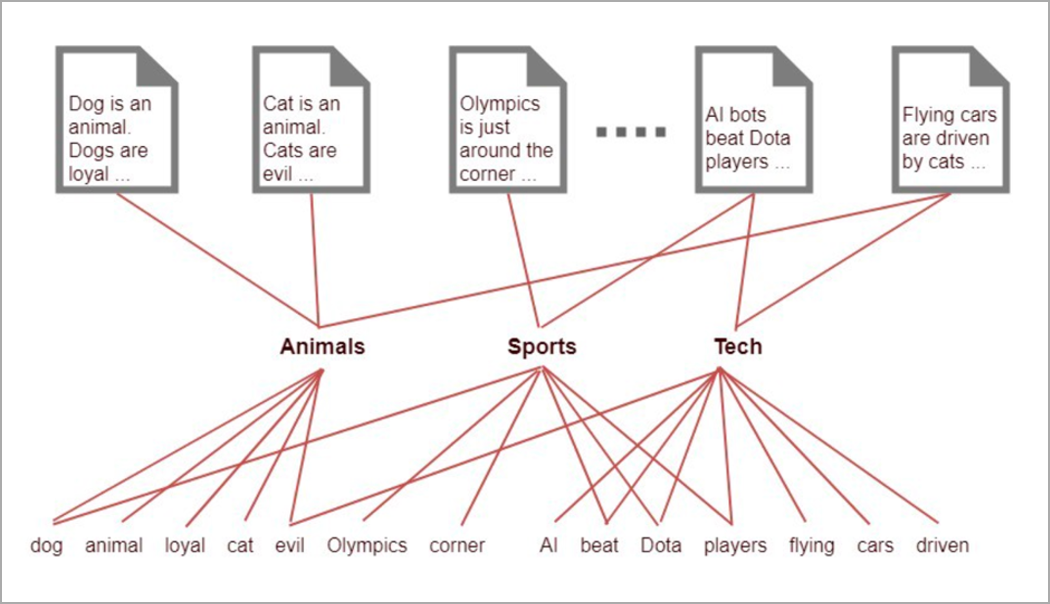 Dog is an
animal.
Dogs are
loyal ...
Cat is an
animal.
Cats are
evil ...
Olympics
is just
around the
corner ...
AI bots
beat Dota
players ...
Flying cars
are driven
by cats ...
Animals
Sports
Tech
dog
animal
loyal
cat
evil
Olympics
corner
AI
beat
Dota
players
flying
cars
driven